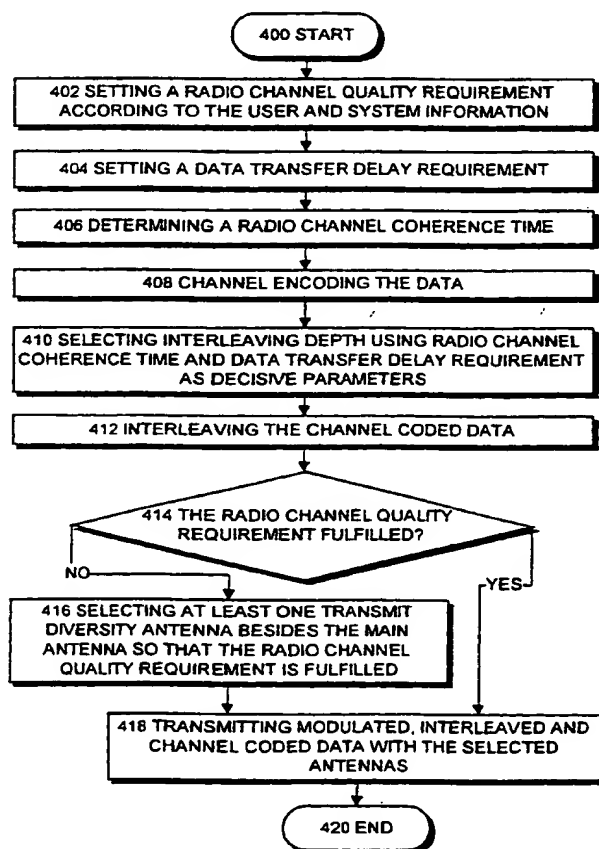 400 START
402 SETTING A RADIO CHANNEL QUALITY REQUIREMENT
ACCORDING TO THE USER AND SYSTEM INFORMATION
404 SETTING A DATA TRANSFER DELAY REQUIREMENT
406 DETERMINING A RADIO CHANNEL COHERENCE TIME
408 CHANNEL ENCODING THE DATA
410 SELECTING INTERLEAVING DEPTH USING RADIO CHANNEL
COHERENCE TIME AND DATA TRANSFER DELAY REQUIREMENT
AS DECISIVE PARAMETERS
412 INTERLEAVING THE CHANNEL CODED DATA
414 THE RADIO CHANNEL QUALITY
REQUIREMENT FULFILLED?
NO
YES
416 SELECTING AT LEAST ONE TRANSMIT
DIVERSITY ANTENNA BESIDES THE MAIN
ANTENNA SO THAT THE RADIO CHANNEL
QUALITY REQUIREMENT IS FULFILLED
418 TRANSMITTING MODULATED, INTERLEAVED AND
CHANNEL CODED DATA WITH THE SELECTED
ANTENNAS
420 END